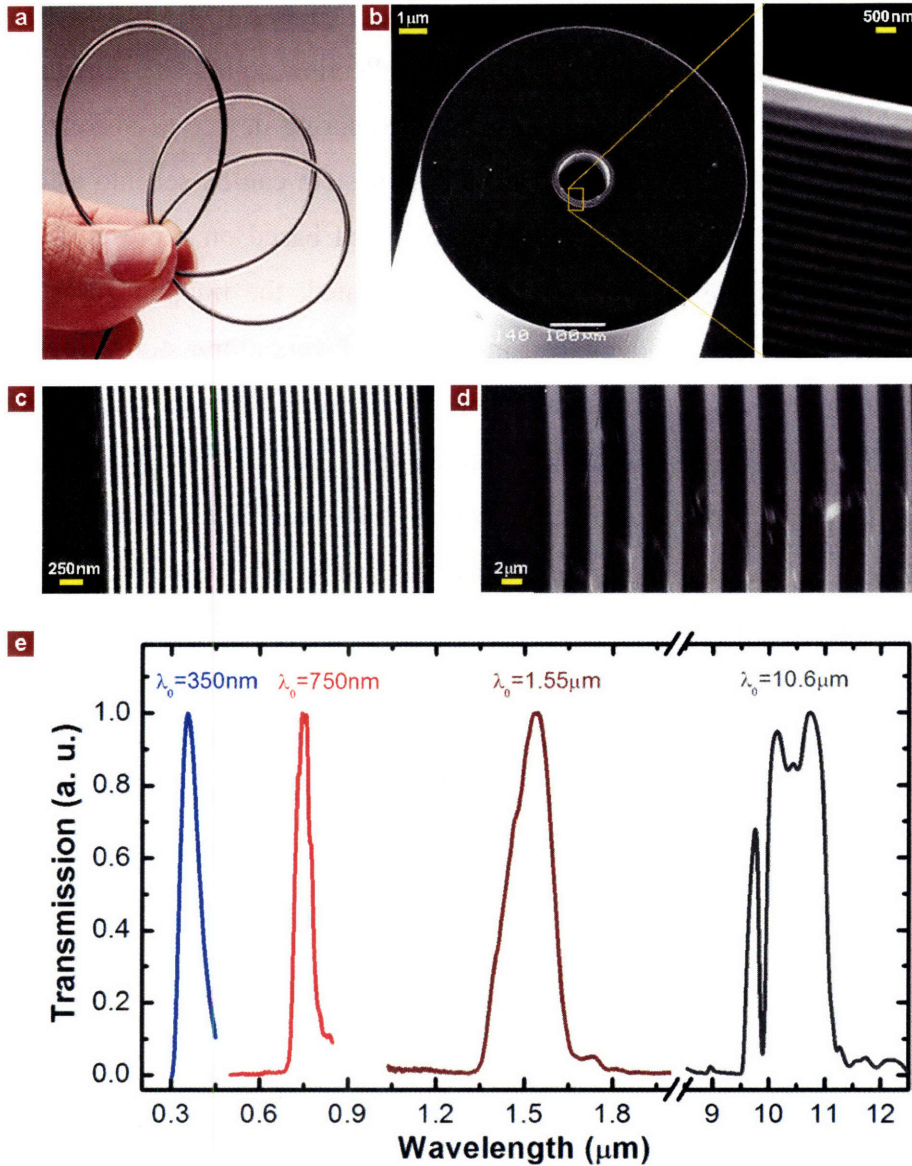 a
b
1μm
500nm
140 100μm
c
250nm
d
2μm
e
λ₀=350nm
λ₀=750nm
λ₀=1.55μm
λ₀=10.6μm
Transmission (a. u.)
1.0
0.8
0.6
0.4
0.2
0.0
0.3 0.6 0.9 1.2 1.5 1.8 9 10 11 12
Wavelength (μm)